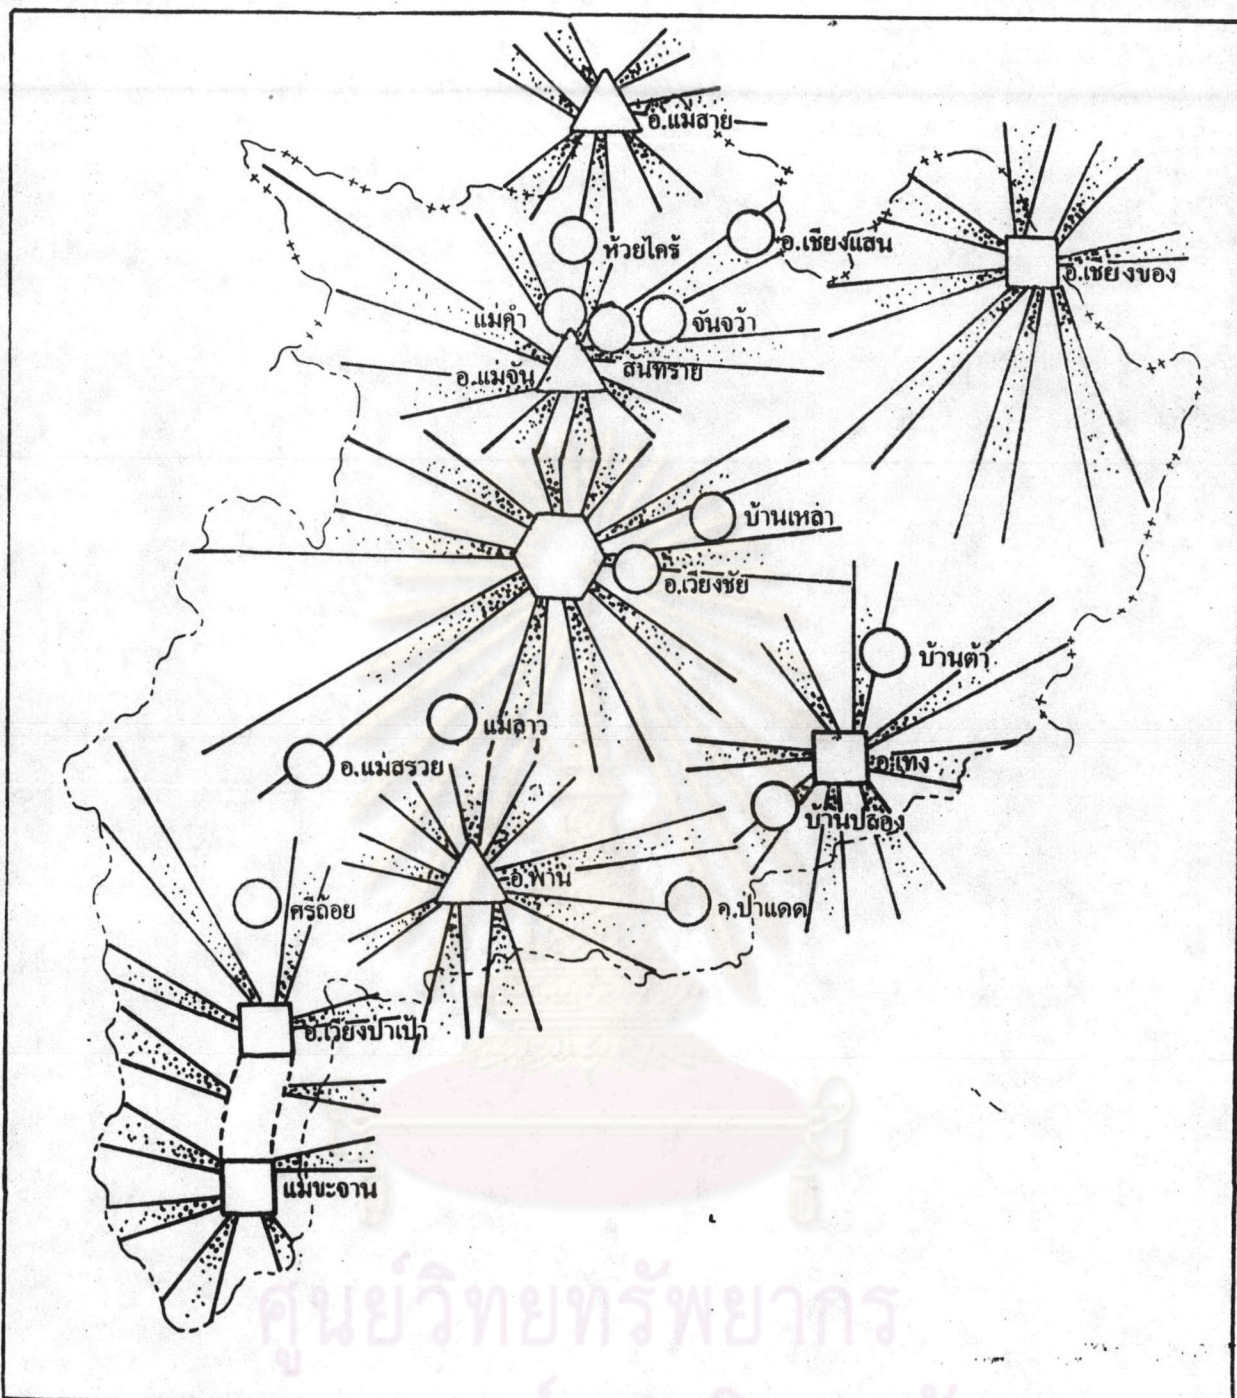 อ.แม่สาย
ห้วยไคร้
อ.เชียงแสน
อ.เชียงของ
แม่คำ
จันจว้า
สันทราย
อ.แม่จัน
บ้านเหล่า
อ.เวียงชัย
บ้านต้า
แม่ลาว
อ.แม่สรวย
อ.เทิง
บ้านปล้อง
อ.พาน
ศรีถ้อย
อ.ป่าแดด
อ.เวียงป่าเป้า
แม่ขะจาน
ศูนย์วิทยทรัพยากร